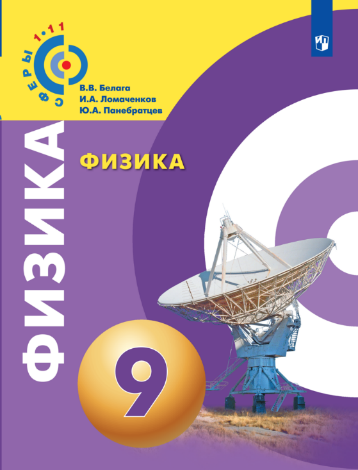 СФЕРЫ 1-11
В.В. Белага
И.А. Ломаченков
Ю.А. Панебратцев
ФИЗИКА
ФИЗИКА
9